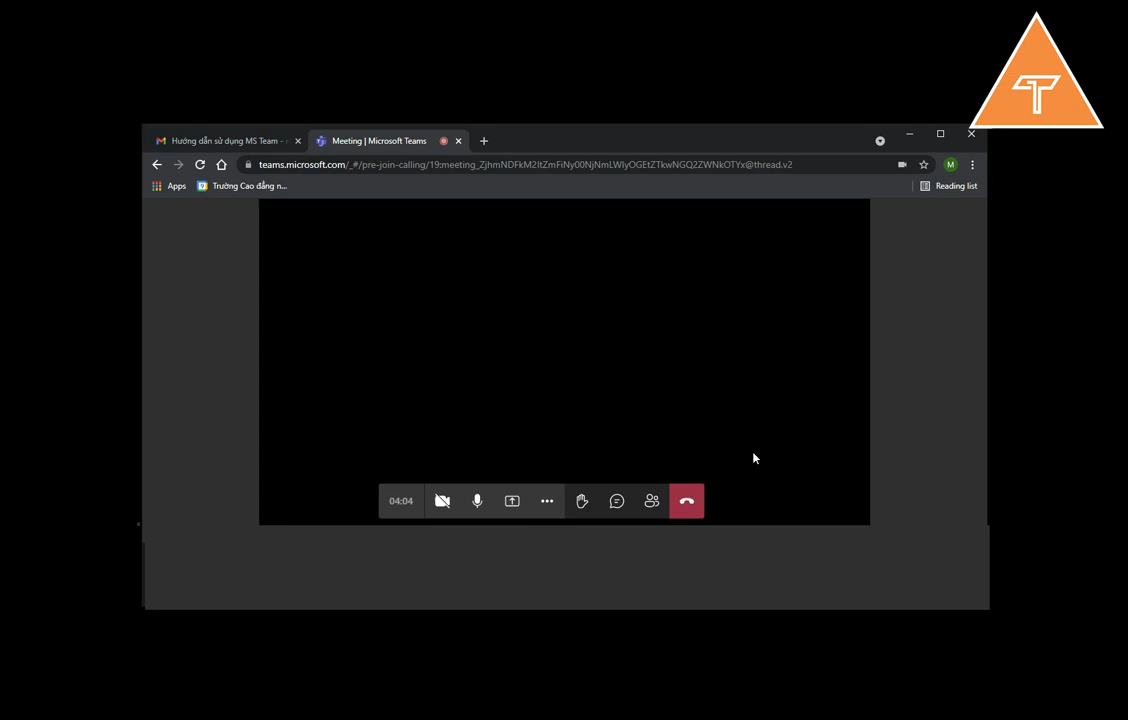 Hướng dẫn sử dụng MS Team -
Meeting | Microsoft Teams
teams.microsoft.com/_#/pre-join-calling/19:meeting_ZjhmNDFkM2ItZmFiNy00NjNmLWIyOGEtZTkwNGQ2ZWNkOTYx@thread.v2
M
Apps
Trường Cao đẳng n...
Reading list
04:04
T